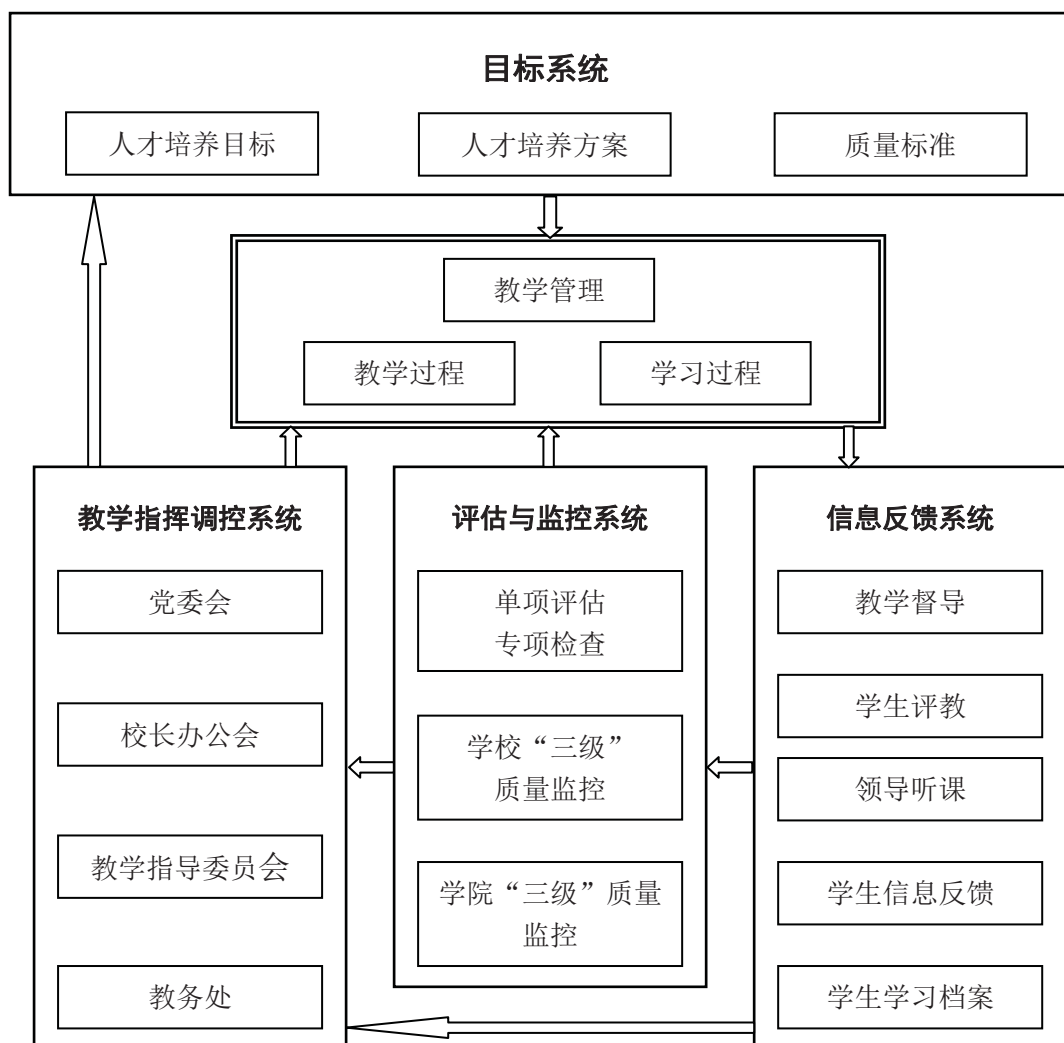 目标系统
人才培养目标
人才培养方案
质量标准
教学管理
教学过程
学习过程
教学指挥调控系统
党委会
校长办公会
教学指导委员会
教务处
评估与监控系统
单项评估
专项检查
学校“三级”
质量监控
学院“三级”质量
监控
信息反馈系统
教学督导
学生评教
领导听课
学生信息反馈
学生学习档案